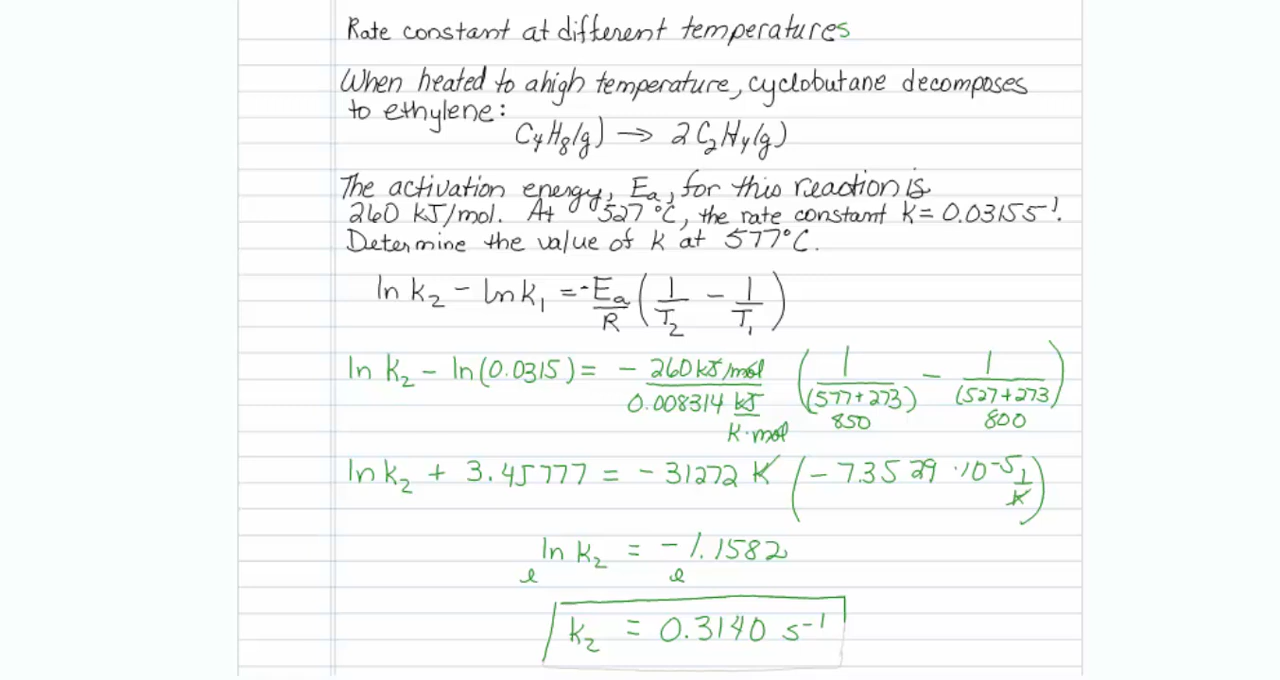 Rate constant at different temperatures
When heated to a high temperature, cyclobutane decomposes
to ethylene:
C₄H₈(g) → 2C₂H₄(g)
The activation energy, Eₐ, for this reaction is
260 kJ/mol. At 527°C, the rate constant K = 0.0315 s⁻¹.
Determine the value of K at 577°C.
ln k₂ - ln k₁ = -Eₐ/R (1/T₂ - 1/T₁)
ln k₂ - ln(0.0315) = - 260 kJ/mol / 0.008314 kJ/K·mol (1/(577+273) 850 - 1/(527+273) 800)
ln k₂ + 3.45777 = - 31272 K (- 7.3529 · 10⁻⁵ 1/K)
e^ln k₂ = e^-1.1582
k₂ = 0.3140 s⁻¹